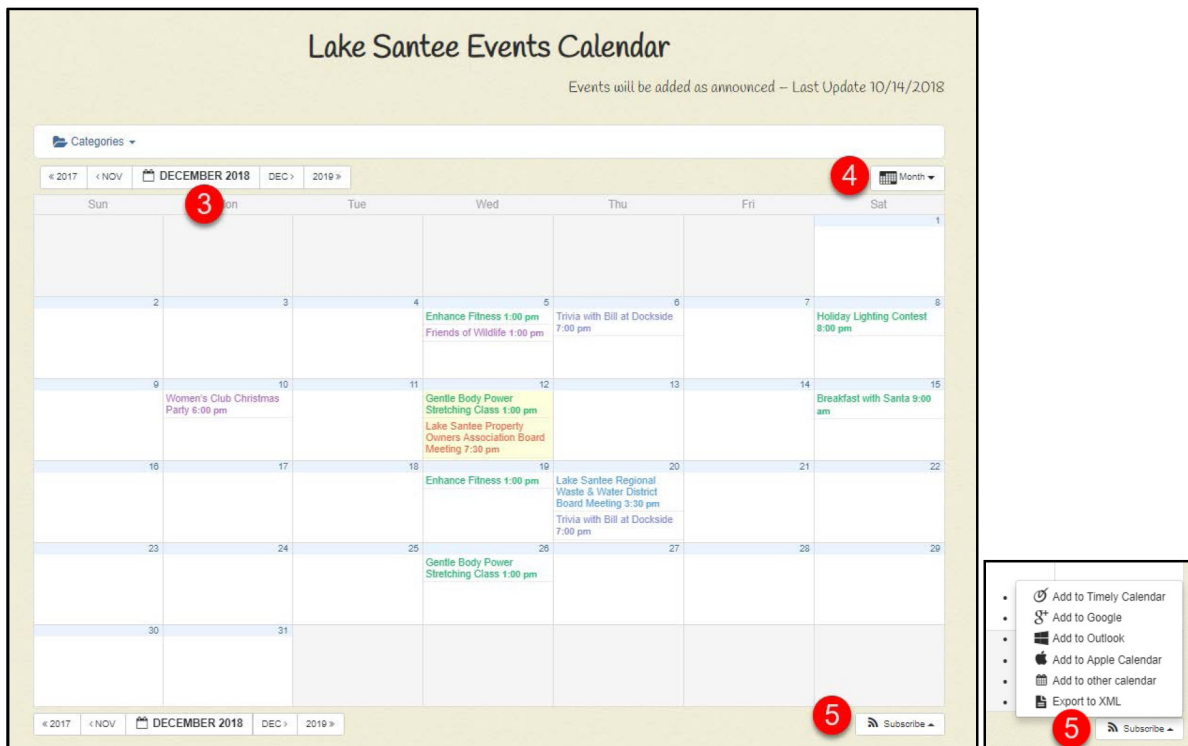 Lake Santee Events Calendar
Events will be added as announced – Last Update 10/14/2018
Categories
« 2017 ‹ NOV DECEMBER 2018 DEC › 2019 »
4 Month
Sun 3 on Tue Wed Thu Fri Sat
1
2 3 4 5 6 7 8
Enhance Fitness 1:00 pm
Friends of Wildlife 1:00 pm
Trivia with Bill at Dockside
7:00 pm
Holiday Lighting Contest
8:00 pm
9 10 11 12 13 14 15
Women's Club Christmas
Party 6:00 pm
Gentle Body Power
Stretching Class 1:00 pm
Lake Santee Property
Owners Association Board
Meeting 7:30 pm
Breakfast with Santa 9:00
am
16 17 18 19 20 21 22
Enhance Fitness 1:00 pm
Lake Santee Regional
Waste & Water District
Board Meeting 3:30 pm
Trivia with Bill at Dockside
7:00 pm
23 24 25 26 27 28 29
Gentle Body Power
Stretching Class 1:00 pm
30 31
« 2017 ‹ NOV DECEMBER 2018 DEC › 2019 »
5 Subscribe
Add to Timely Calendar
Add to Google
Add to Outlook
Add to Apple Calendar
Add to other calendar
Export to XML
5 Subscribe